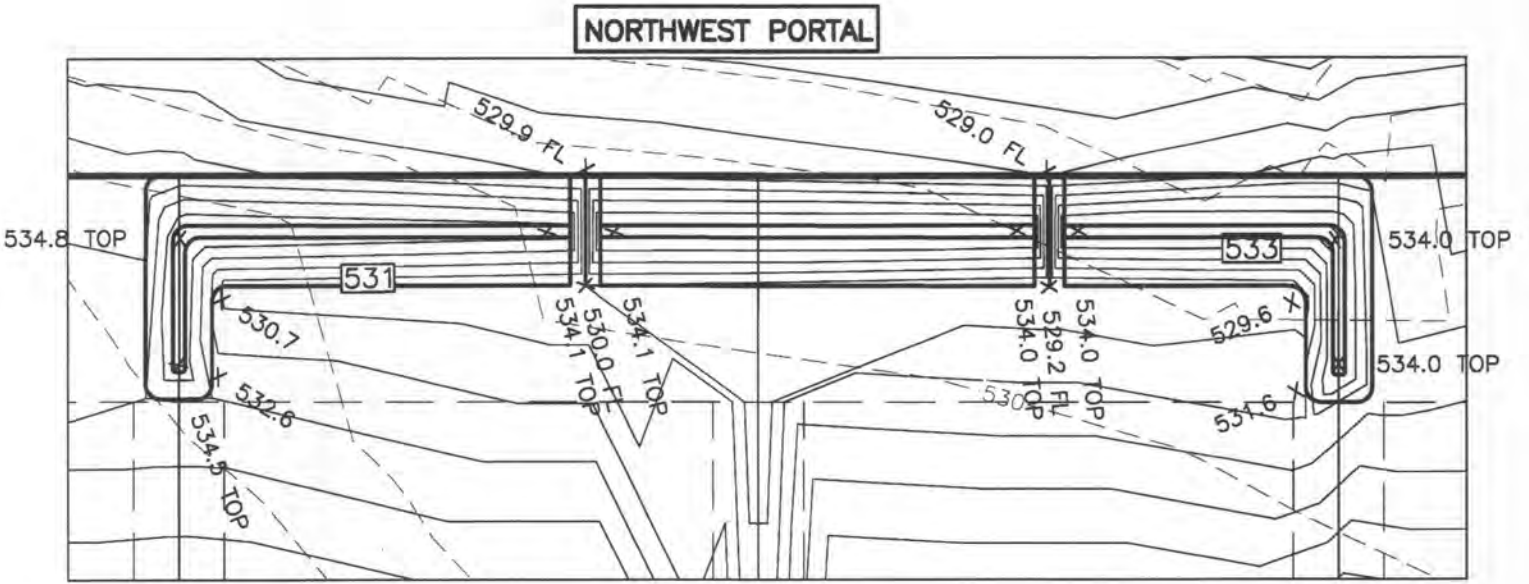 NORTHWEST PORTAL
529.9 FL
529.0 FL
534.8 TOP
531
533
534.0 TOP
530.7
534.1 TOP
530.0 FL
534.1 TOP
534.0 TOP
529.2 FL
534.0 TOP
529.6
534.0 TOP
532.6
534.5 TOP
530
531.6